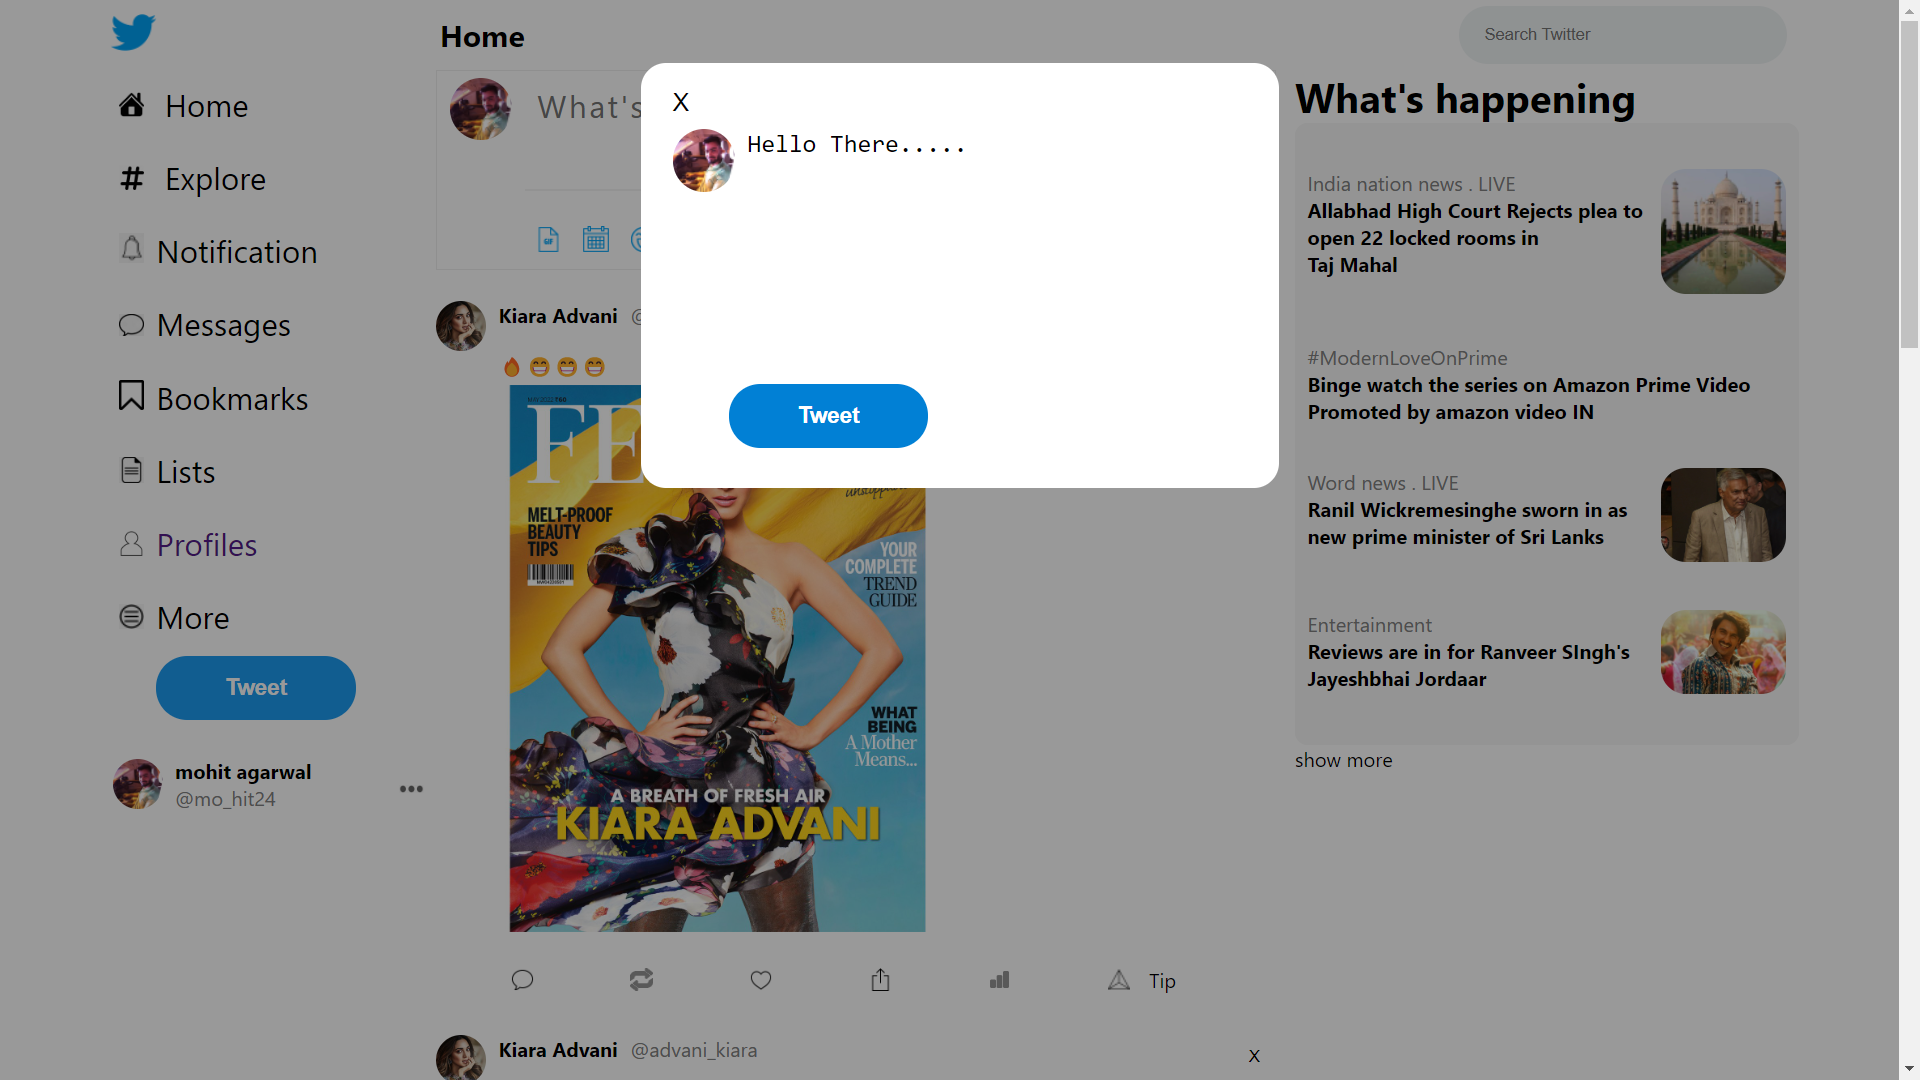 Home
Explore
Notification
Messages
Bookmarks
Lists
Profiles
More
Tweet
mohit agarwal
@mo_hit24
Home
What's
X
Hello There.....
Tweet
Kiara Advani @
🔥😁😁😁
FE
MELT-PROOF
BEAUTY
TIPS
YOUR
COMPLETE
TREND
GUIDE
WHAT
BEING
A Mother
Means...
A BREATH OF FRESH AIR
KIARA ADVANI
Tip
Kiara Advani @advani_kiara
X
Search Twitter
What's happening
India nation news . LIVE
Allabhad High Court Rejects plea to
open 22 locked rooms in
Taj Mahal
#ModernLoveOnPrime
Binge watch the series on Amazon Prime Video
Promoted by amazon video IN
Word news . LIVE
Ranil Wickremesinghe sworn in as
new prime minister of Sri Lanks
Entertainment
Reviews are in for Ranveer SIngh's
Jayeshbhai Jordaar
show more